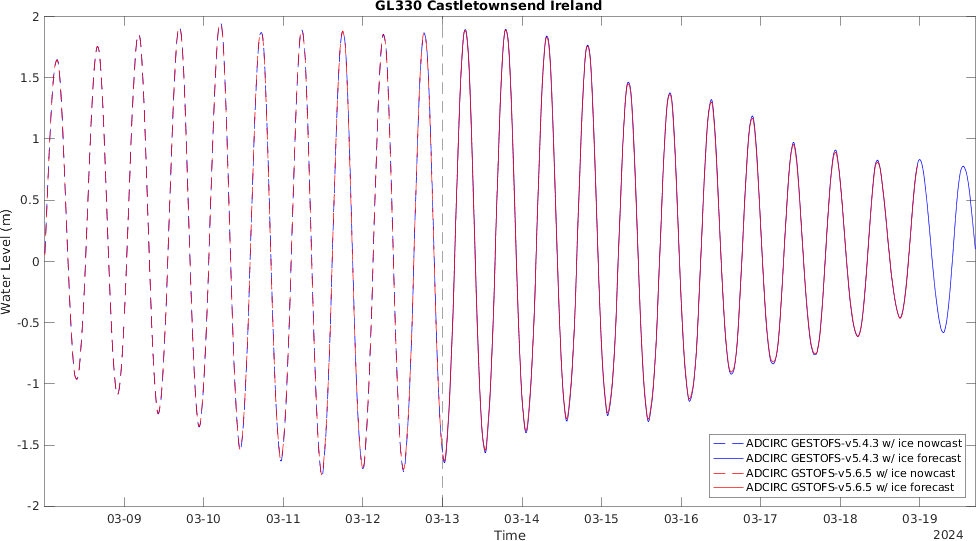 GL330 Castletownsend Ireland
Water Level (m)
2
1.5
1
0.5
0
-0.5
-1
-1.5
-2
ADCIRC GESTOFS-v5.4.3 w/ ice nowcast
ADCIRC GESTOFS-v5.4.3 w/ ice forecast
ADCIRC GSTOFS-v5.6.5 w/ ice nowcast
ADCIRC GSTOFS-v5.6.5 w/ ice forecast
03-09 03-10 03-11 03-12 03-13 03-14 03-15 03-16 03-17 03-18 03-19
Time
2024